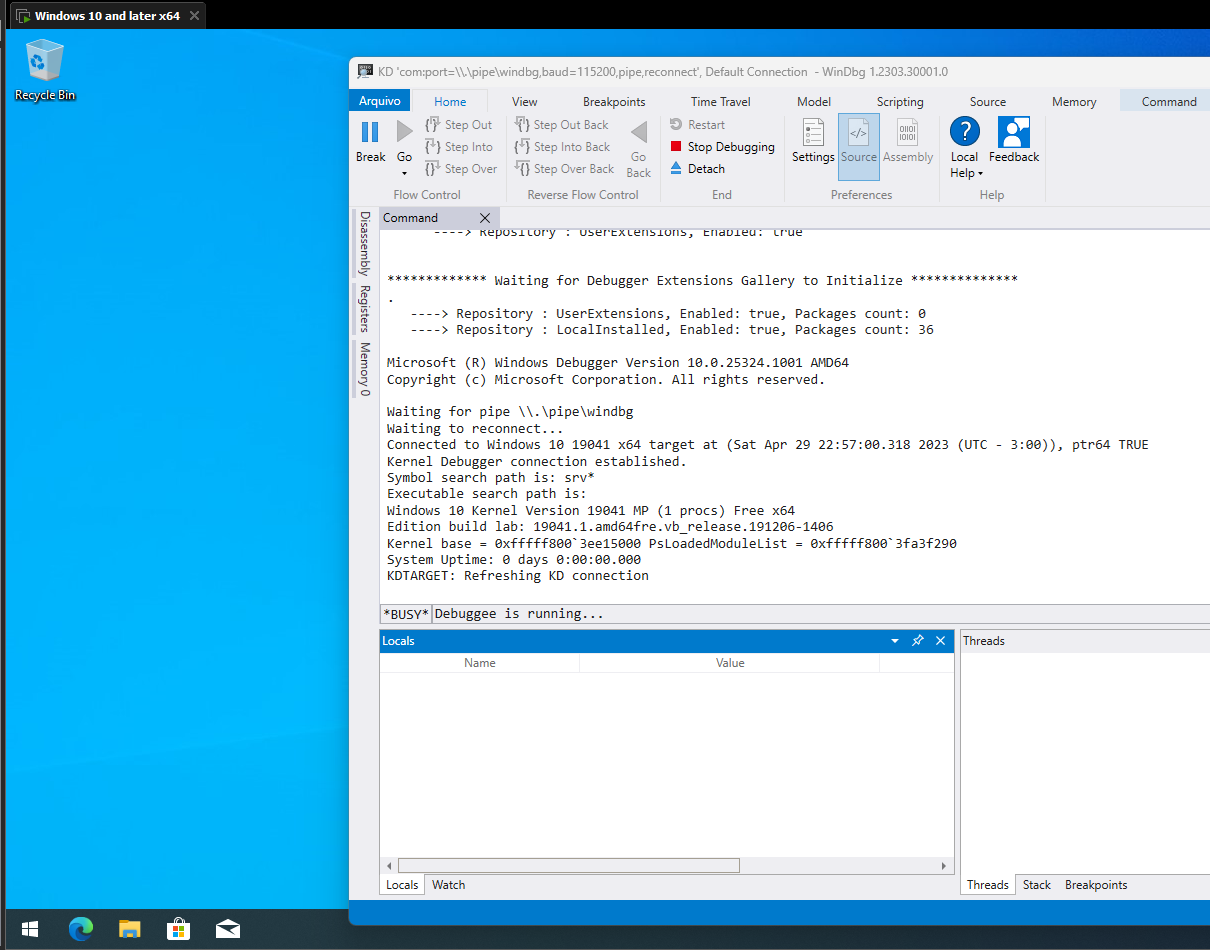 Windows 10 and later x64
Recycle Bin
KD 'com:port=\\.\pipe\windbg,baud=115200,pipe,reconnect', Default Connection - WinDbg 1.2303.30001.0
Arquivo Home View Breakpoints Time Travel Model Scripting Source Memory Command
Break Go Step Out Step Into Step Over
Flow Control
Step Out Back Step Into Back Step Over Back Go Back
Reverse Flow Control
Restart Stop Debugging Detach
End
Settings Source Assembly
Preferences
Local Help Feedback
Help
Disassembly
Registers
Memory 0
Command
----> Repository : UserExtensions, Enabled: true
************* Waiting for Debugger Extensions Gallery to Initialize **************
.
----> Repository : UserExtensions, Enabled: true, Packages count: 0
----> Repository : LocalInstalled, Enabled: true, Packages count: 36
Microsoft (R) Windows Debugger Version 10.0.25324.1001 AMD64
Copyright (c) Microsoft Corporation. All rights reserved.
Waiting for pipe \\.\pipe\windbg
Waiting to reconnect...
Connected to Windows 10 19041 x64 target at (Sat Apr 29 22:57:00.318 2023 (UTC - 3:00)), ptr64 TRUE
Kernel Debugger connection established.
Symbol search path is: srv*
Executable search path is:
Windows 10 Kernel Version 19041 MP (1 procs) Free x64
Edition build lab: 19041.1.amd64fre.vb_release.191206-1406
Kernel base = 0xfffff800`3ee15000 PsLoadedModuleList = 0xfffff800`3fa3f290
System Uptime: 0 days 0:00:00.000
KDTARGET: Refreshing KD connection
*BUSY* Debuggee is running...
Locals
Name Value
Locals Watch
Threads
Threads Stack Breakpoints